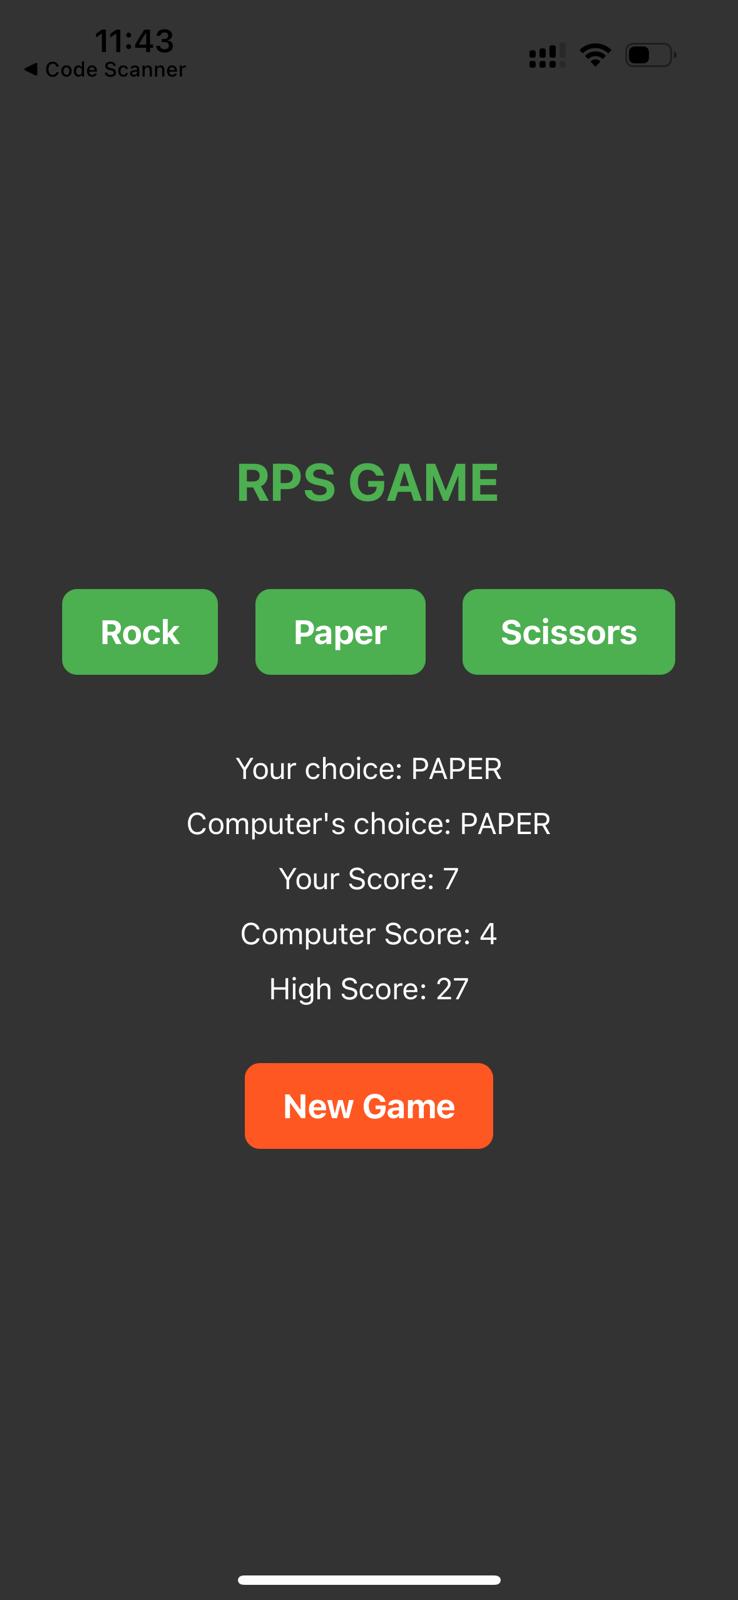 11:43
◀ Code Scanner
RPS GAME
Rock Paper Scissors
Your choice: PAPER
Computer's choice: PAPER
Your Score: 7
Computer Score: 4
High Score: 27
New Game